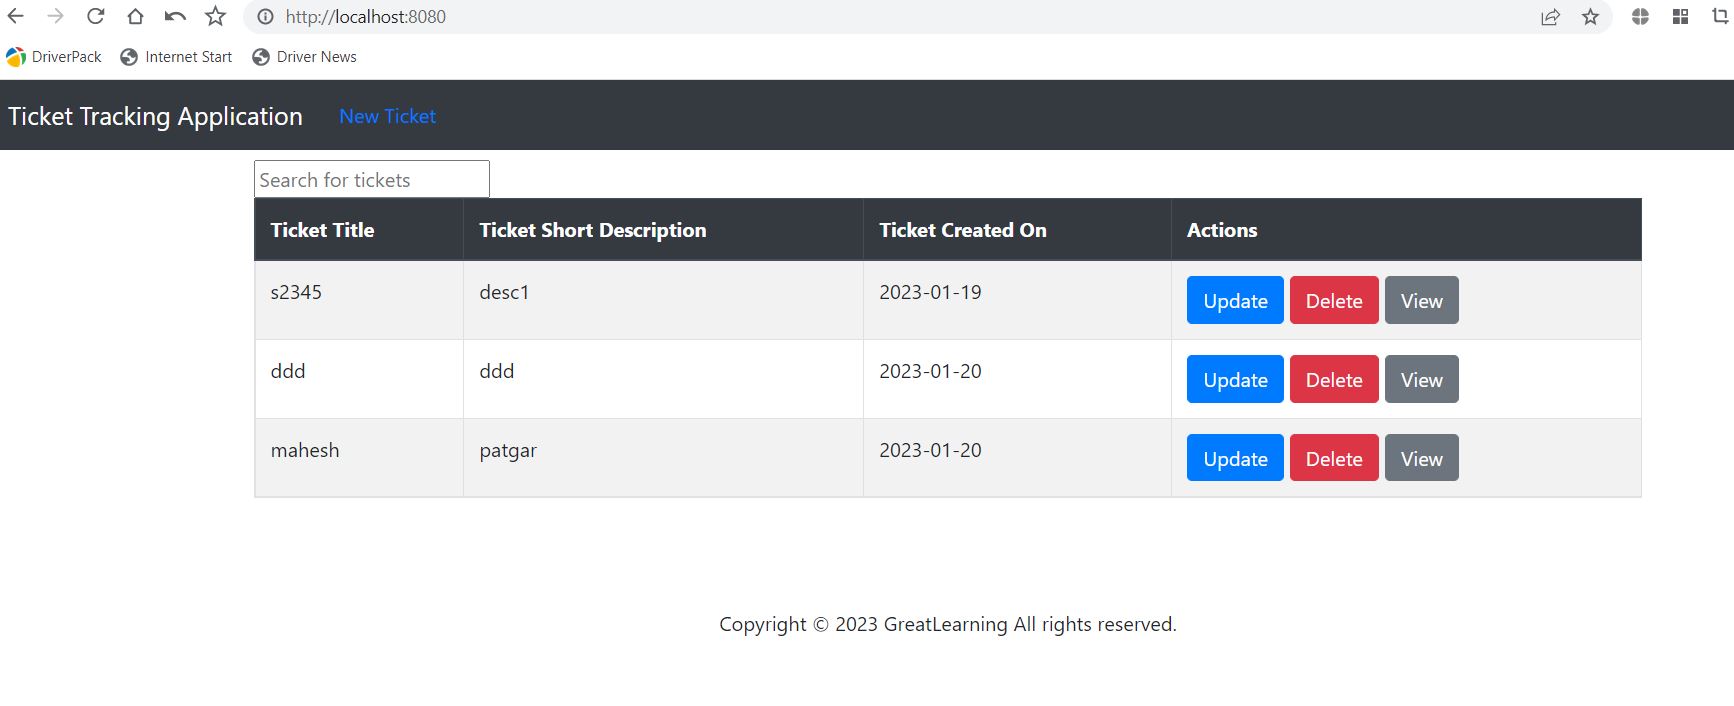 http://localhost:8080
DriverPack Internet Start Driver News
Ticket Tracking Application New Ticket
Search for tickets
Ticket Title Ticket Short Description Ticket Created On Actions
s2345 desc1 2023-01-19 Update Delete View
ddd ddd 2023-01-20 Update Delete View
mahesh patgar 2023-01-20 Update Delete View
Copyright © 2023 GreatLearning All rights reserved.